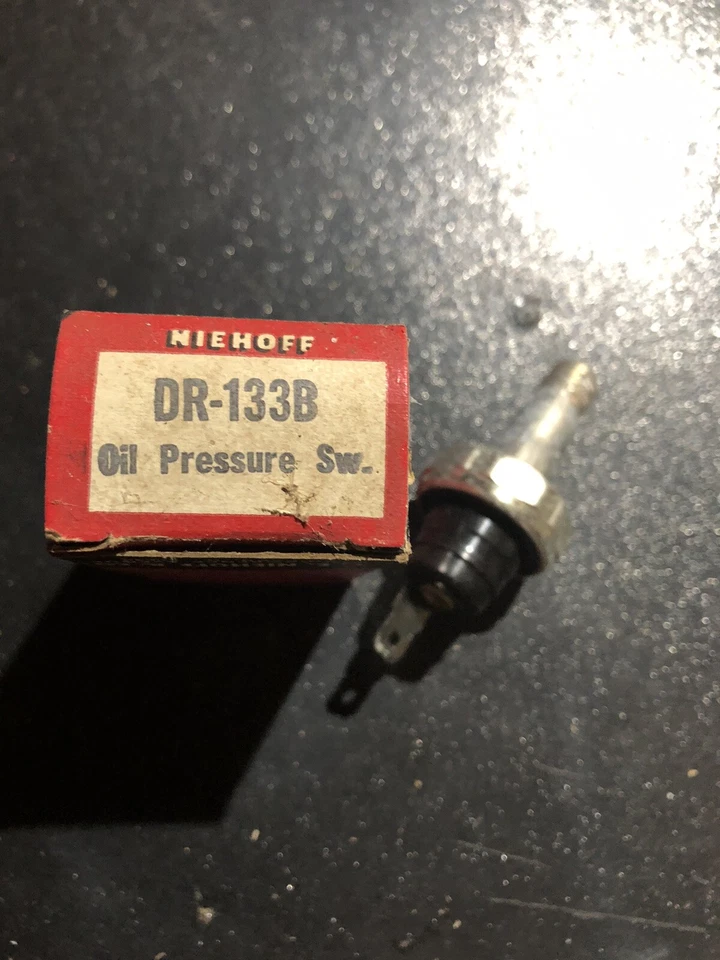 NIEHOFF
DR-133B
Oil Pressure Sw.